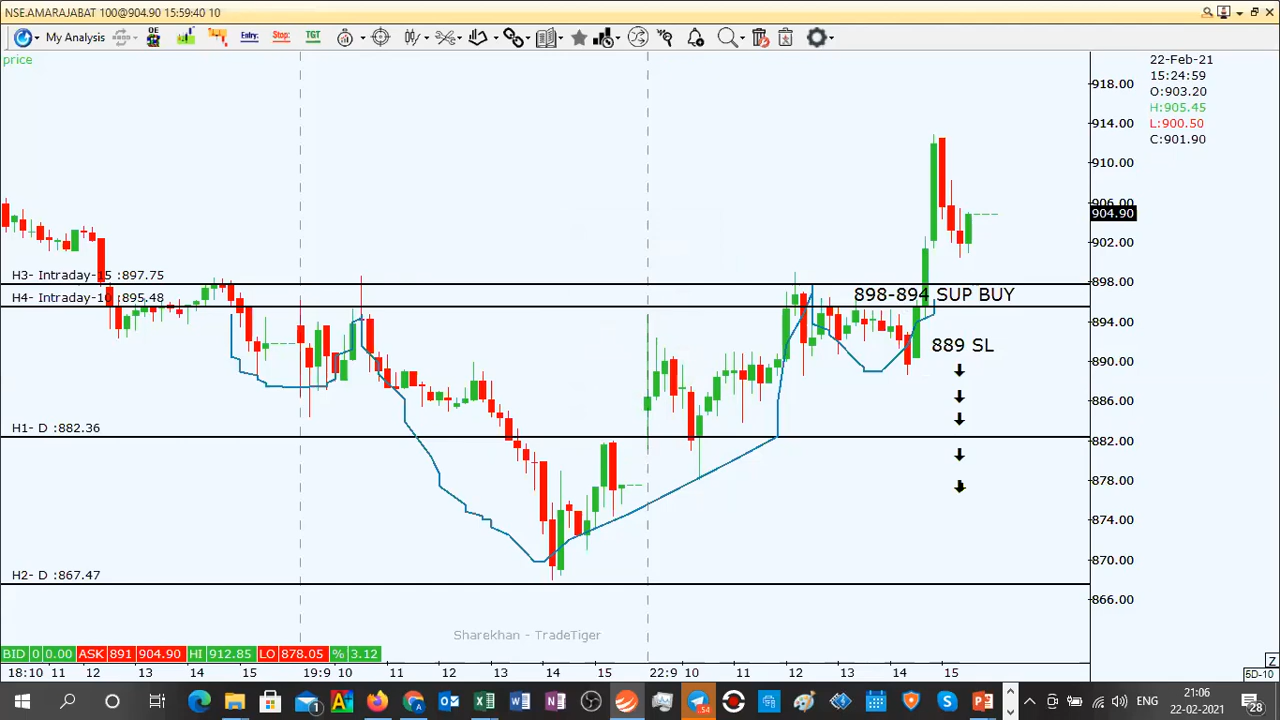 NSE.AMARAJABAT 100@904.90 15:59:40 10
My Analysis
OE
Entry:
Stop:
TGT
price
22-Feb-21
15:24:59
O:903.20
H:905.45
L:900.50
C:901.90
918.00
914.00
910.00
906.00
904.90
902.00
898.00
894.00
890.00
886.00
882.00
878.00
874.00
870.00
866.00
H3- Intraday-15 :897.75
H4- Intraday-10 :895.48
898-894 SUP BUY
889 SL
H1- D :882.36
H2- D :867.47
Sharekhan - TradeTiger
BID 0 0.00 ASK 891 904.90 HI 912.85 LO 878.05 % 3.12
18:10 11 12 13 14 15 19:9 10 11 12 13 14 15 22:9 10 11 12 13 14 15
Z
5D-10
54
ENG
21:06
22-02-2021
28